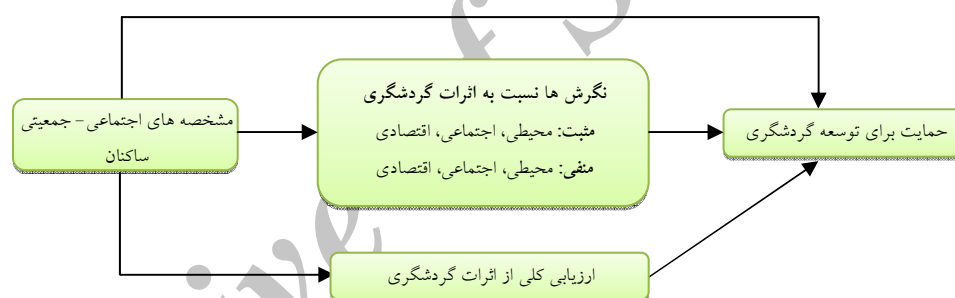 مشخصه های اجتماعی- جمعیتی
ساکنان
نگرش ها نسبت به اثرات گردشگری
مثبت: محیطی، اجتماعی، اقتصادی
منفی: محیطی، اجتماعی، اقتصادی
حمایت برای توسعه گردشگری
ارزیابی کلی از اثرات گردشگری